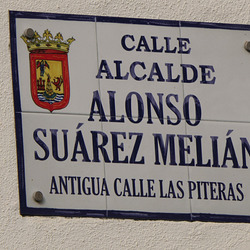 CALLE
ALCALDE
ALONSO
SUÁREZ MELIÁN
ANTIGUA CALLE LAS PITERAS